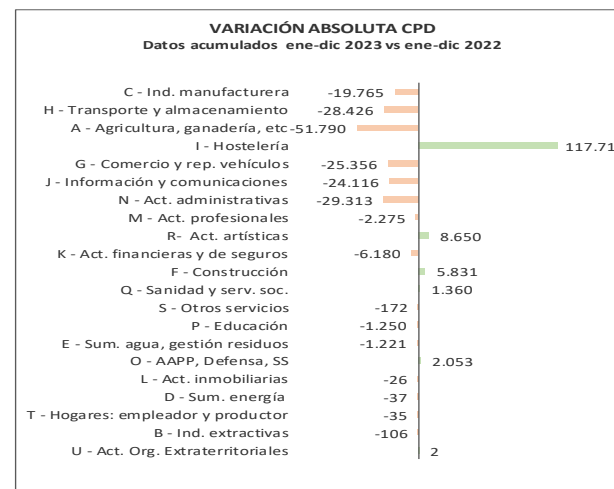 VARIACIÓN ABSOLUTA CPD
Datos acumulados ene-dic 2023 vs ene-dic 2022
C - Ind. manufacturera -19.765
H - Transporte y almacenamiento -28.426
A - Agricultura, ganadería, etc -51.790
I - Hostelería 117.71
G - Comercio y rep. vehículos -25.356
J - Información y comunicaciones -24.116
N - Act. administrativas -29.313
M - Act. profesionales -2.275
R- Act. artísticas 8.650
K - Act. financieras y de seguros -6.180
F - Construcción 5.831
Q - Sanidad y serv. soc. 1.360
S - Otros servicios -172
P - Educación -1.250
E - Sum. agua, gestión residuos -1.221
O - AAPP, Defensa, SS 2.053
L - Act. inmobiliarias -26
D - Sum. energía -37
T - Hogares: empleador y productor -35
B - Ind. extractivas -106
U - Act. Org. Extraterritoriales 2